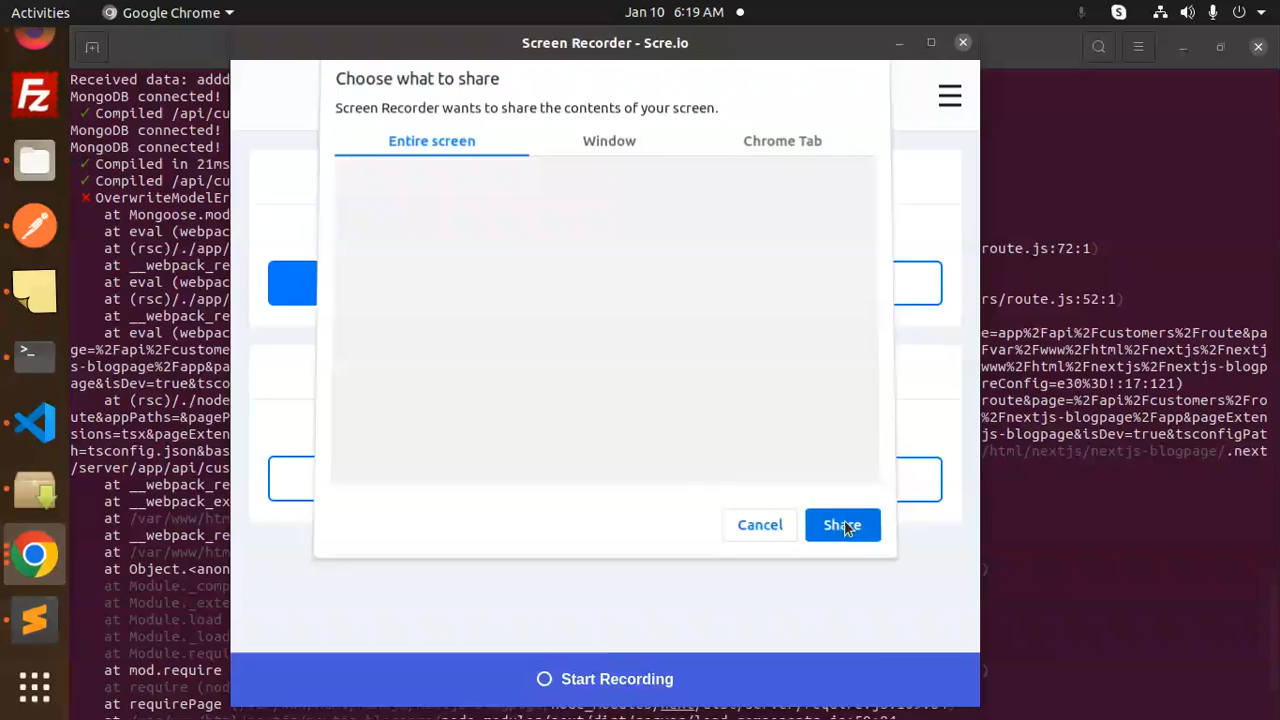 Activities
Google Chrome
Jan 10 6:19 AM
Screen Recorder - Scre.io
Choose what to share
Screen Recorder wants to share the contents of your screen.
Entire screen
Window
Chrome Tab
Cancel
Share
Start Recording
Received data: addd
MongoDB connected!
✓ Compiled /api/cu
MongoDB connected!
MongoDB connected!
✓ Compiled in 21ms
✓ Compiled /api/cu
⨯ OverwriteModelEr
at Mongoose.mod
at eval (webpac
at (rsc)/./app/ route.js:72:1)
at __webpack_re
at eval (webpac
at (rsc)/./app/ rs/route.js:52:1)
at __webpack_re
at eval (webpac e=app%2Fapi%2Fcustomers%2Froute&pa
ge=%2Fapi%2Fcustome Fvar%2Fwww%2Fhtml%2Fnextjs%2Fnextj
s-blogpage%2Fapp&pa www%2Fhtml%2Fnextjs%2Fnextjs-blogp
age&isDev=true&tsco reConfig=e30%3D!:17:121)
at (rsc)/./node route&page=%2Fapi%2Fcustomers%2Fro
ute&appPaths=&pageP %2Fnextjs-blogpage%2Fapp&pageExten
sions=tsx&pageExten js-blogpage&isDev=true&tsconfigPat
h=tsconfig.json&bas /html/nextjs/nextjs-blogpage/.next
/server/app/api/cus
at __webpack_re
at __webpack_ex
at /var/www/htm
at __webpack_re
at /var/www/htm
at Object.<anon
at Module._comp
at Module._exte
at Module.load
at Module._load
at Module.requi
at mod.require
at require (nod
at requirePage